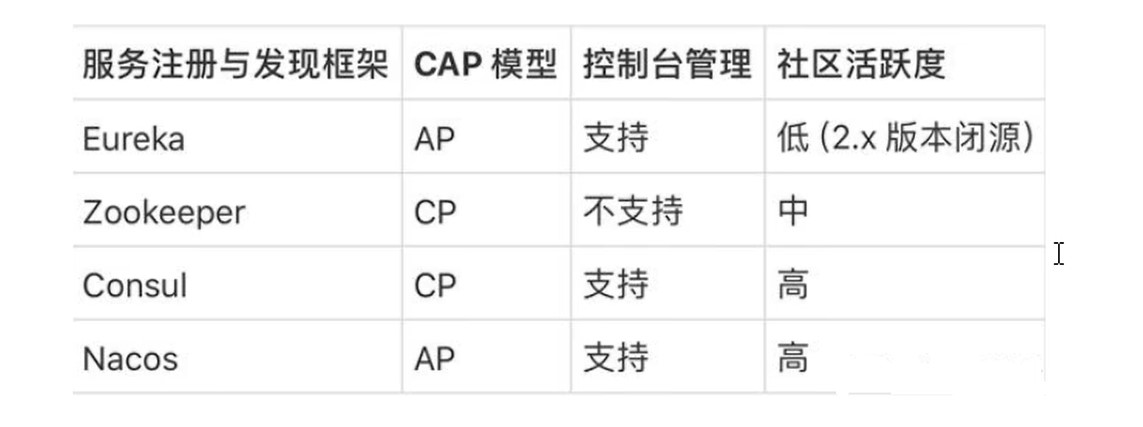 服务注册与发现框架 CAP 模型 控制台管理 社区活跃度
Eureka AP 支持 低 (2.x 版本闭源)
Zookeeper CP 不支持 中
Consul CP 支持 高
Nacos AP 支持 高